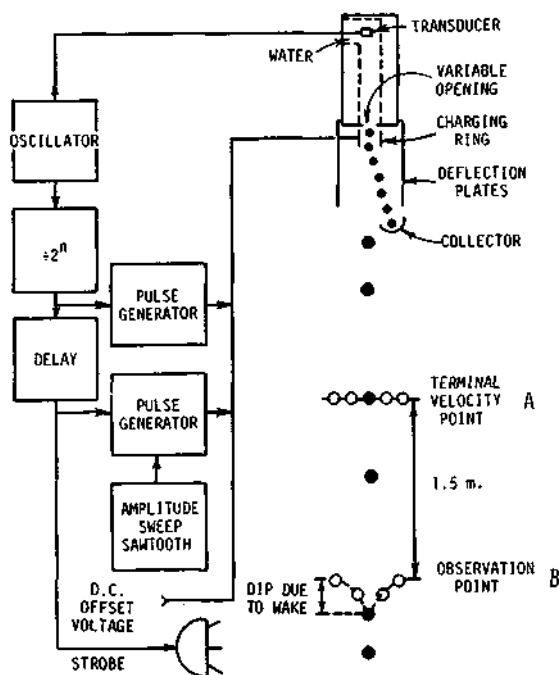 TRANSDUCER
WATER
VARIABLE
OPENING
OSCILLATOR
CHARGING
RING
DEFLECTION
PLATES
÷2ⁿ
COLLECTOR
PULSE
GENERATOR
DELAY
PULSE
GENERATOR
TERMINAL
VELOCITY
POINT
A
1.5 m.
AMPLITUDE
SWEEP
SAWTOOTH
D.C.
OFFSET
VOLTAGE
DIP DUE
TO WAKE
OBSERVATION
POINT
B
STROBE